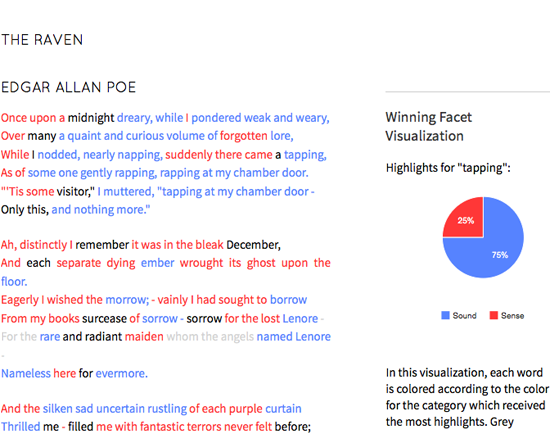 THE RAVEN
EDGAR ALLAN POE
Once upon a midnight dreary, while I pondered weak and weary,
Over many a quaint and curious volume of forgotten lore,
While I nodded, nearly napping, suddenly there came a tapping,
As of some one gently rapping, rapping at my chamber door.
"'Tis some visitor," I muttered, "tapping at my chamber door -
Only this, and nothing more."
Ah, distinctly I remember it was in the bleak December,
And each separate dying ember wrought its ghost upon the
floor.
Eagerly I wished the morrow; - vainly I had sought to borrow
From my books surcease of sorrow - sorrow for the lost Lenore -
For the rare and radiant maiden whom the angels named Lenore
-
Nameless here for evermore.
And the silken sad uncertain rustling of each purple curtain
Thrilled me - filled me with fantastic terrors never felt before;
Winning Facet
Visualization
Highlights for "tapping":
25%
75%
Sound Sense
In this visualization, each word
is colored according to the color
for the category which received
the most highlights. Grey